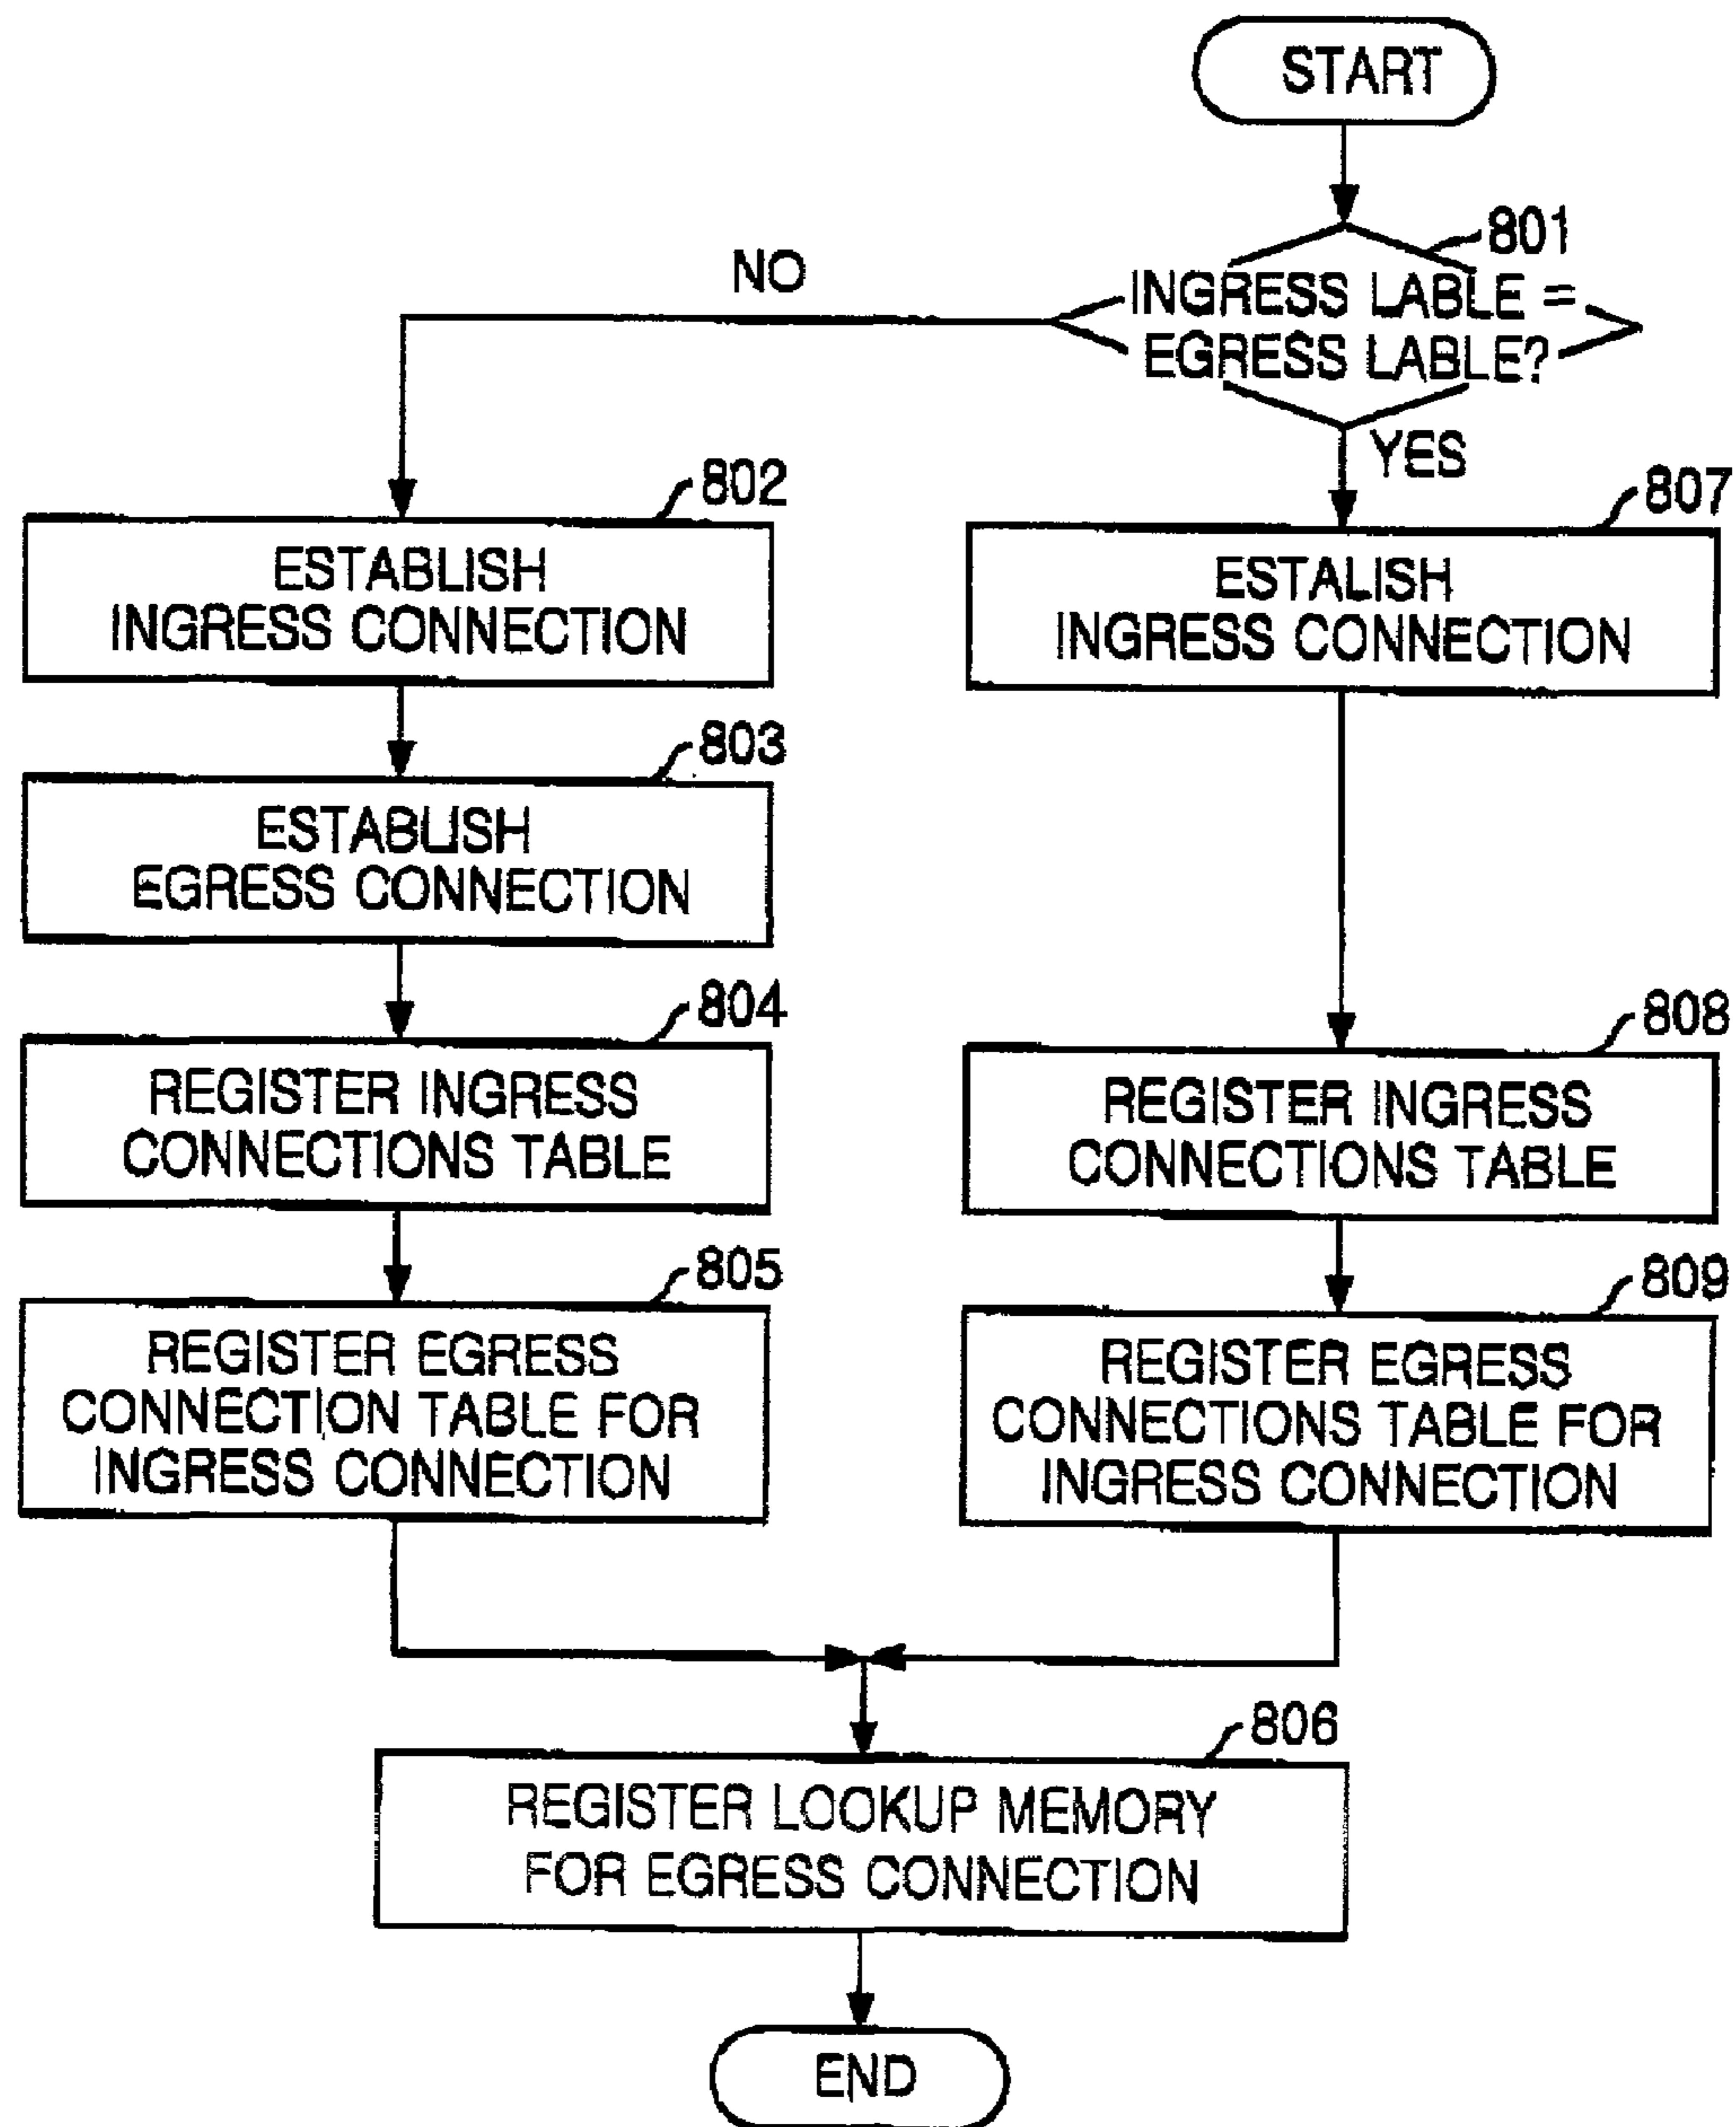 START
801
INGRESS LABLE =
EGRESS LABLE?
NO
YES
802
ESTABLISH
INGRESS CONNECTION
803
ESTABLISH
EGRESS CONNECTION
804
REGISTER INGRESS
CONNECTIONS TABLE
805
REGISTER EGRESS
CONNECTION TABLE FOR
INGRESS CONNECTION
807
ESTALISH
INGRESS CONNECTION
808
REGISTER INGRESS
CONNECTIONS TABLE
809
REGISTER EGRESS
CONNECTIONS TABLE FOR
INGRESS CONNECTION
806
REGISTER LOOKUP MEMORY
FOR EGRESS CONNECTION
END